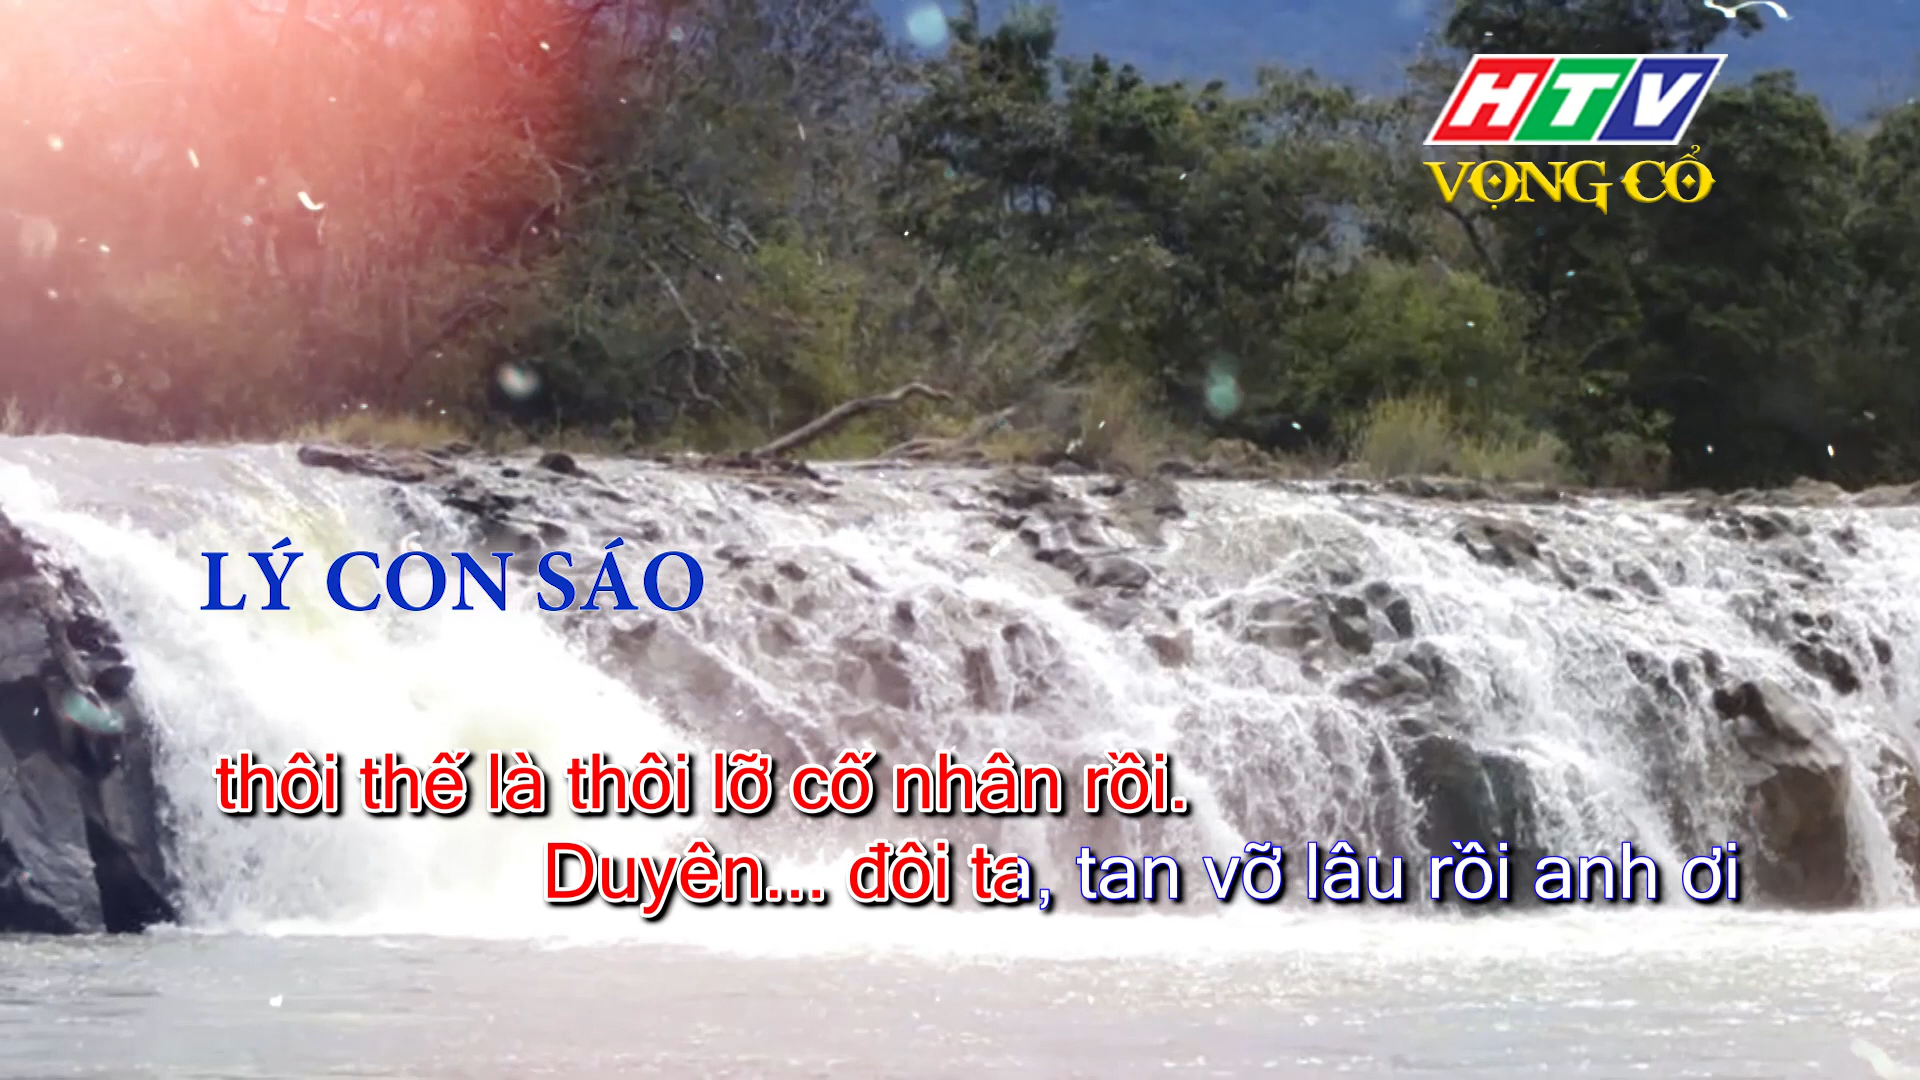 HTV
VỌNG CỔ
LÝ CON SÁO
thôi thế là thôi lỡ cố nhân rồi.
Duyên... đôi ta, tan vỡ lâu rồi anh ơi